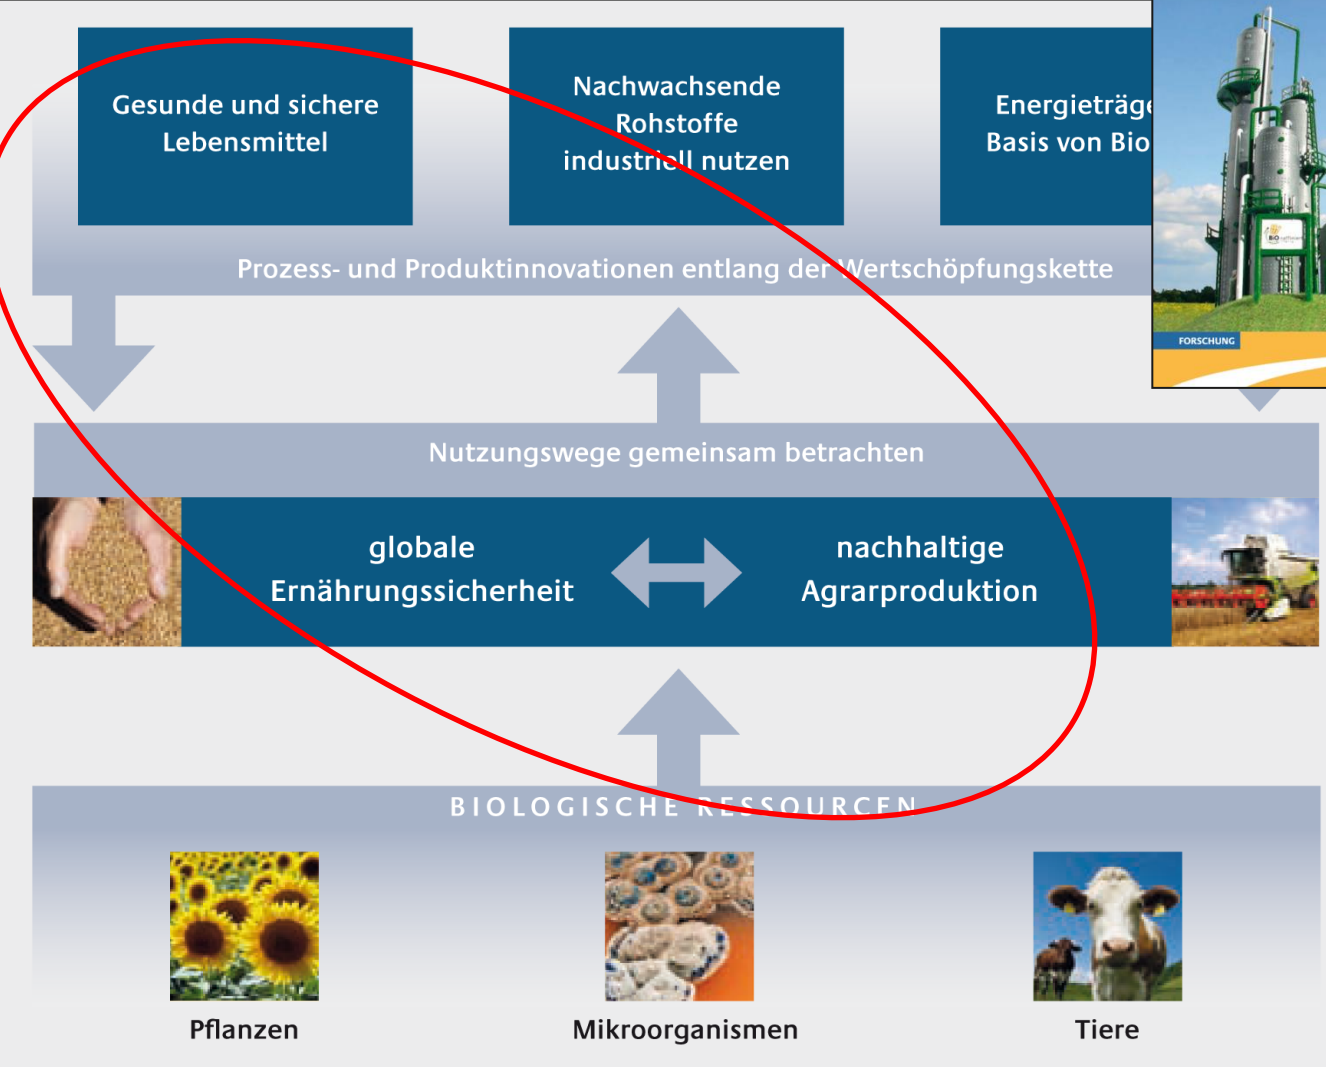 Gesunde und sichere
Lebensmittel
Nachwachsende
Rohstoffe
industriell nutzen
Energieträge
Basis von Bio
Prozess- und Produktinnovationen entlang der Wertschöpfungskette
FORSCHUNG
Nutzungswege gemeinsam betrachten
globale
Ernährungssicherheit
nachhaltige
Agrarproduktion
BIOLOGISCHE RESSOURCEN
Pflanzen
Mikroorganismen
Tiere